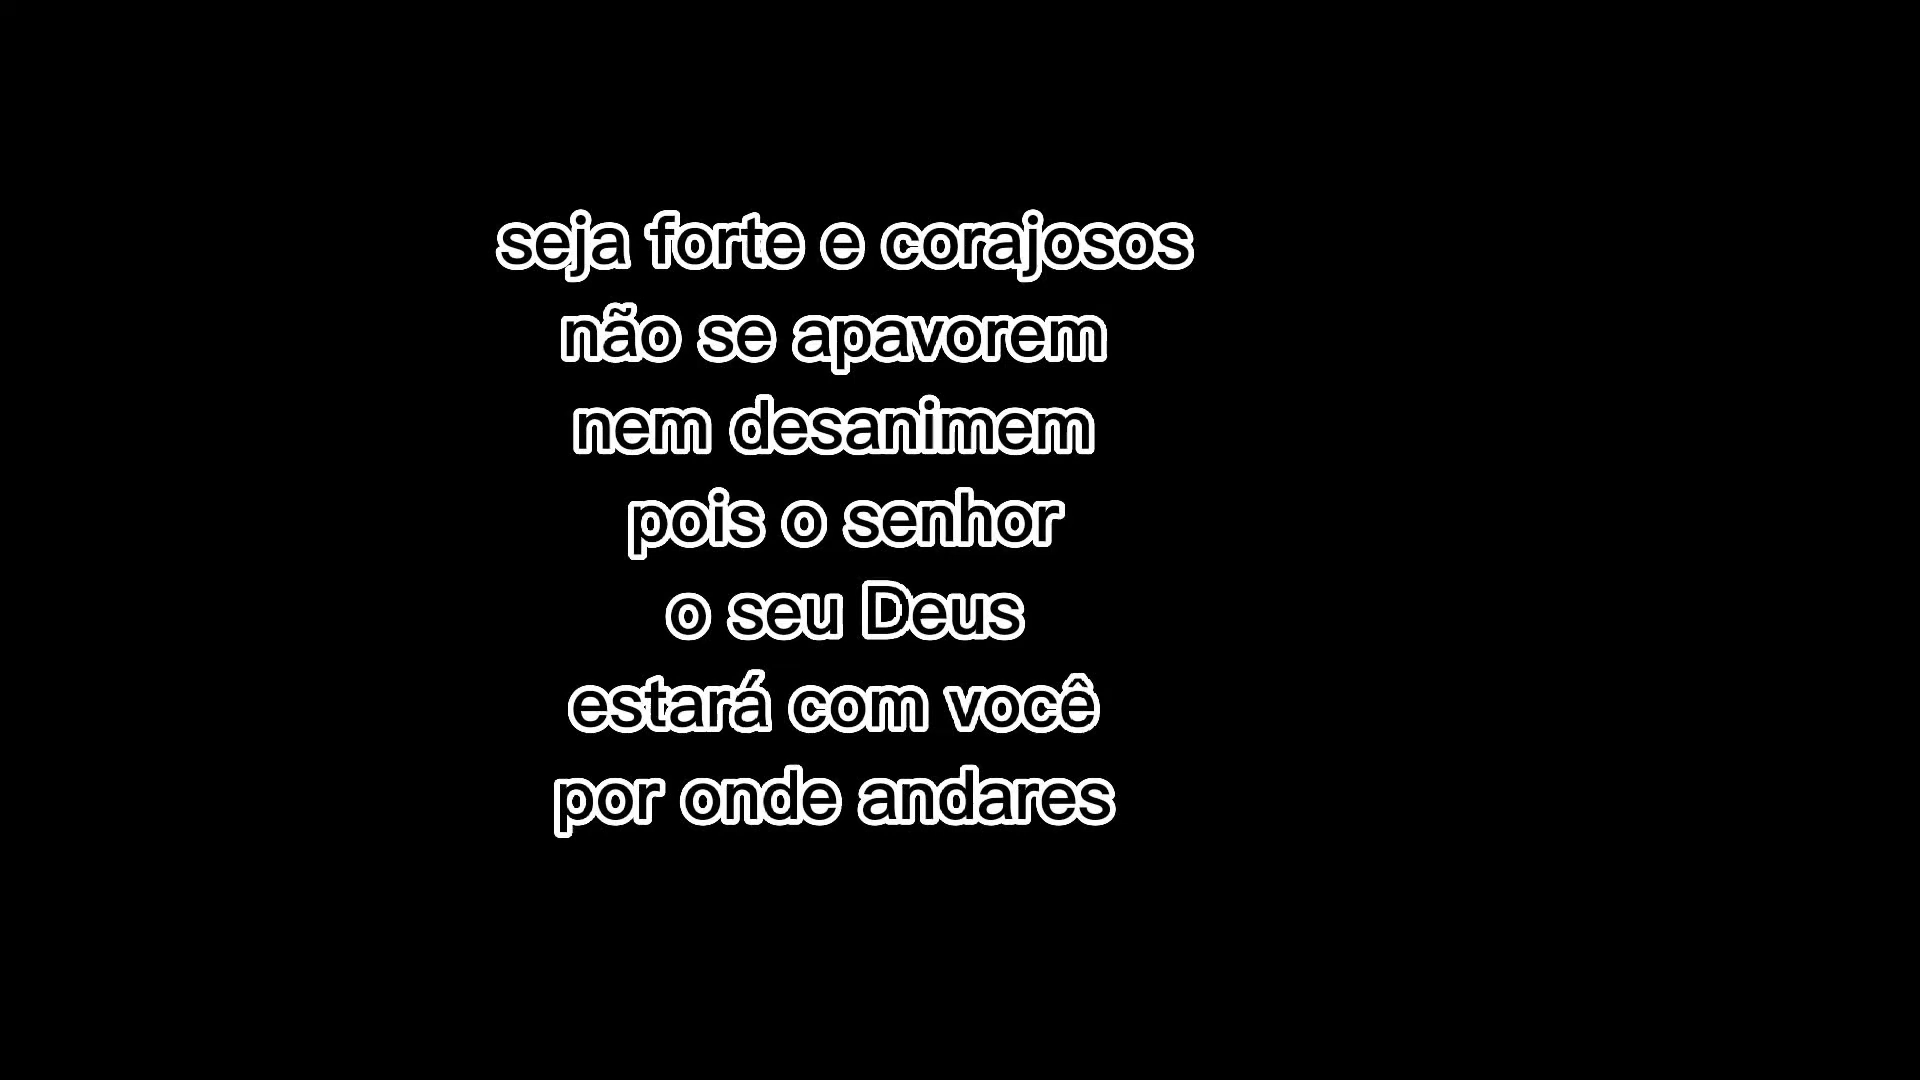 seja forte e corajosos
não se apavorem
nem desanimem
pois o senhor
o seu Deus
estará com você
por onde andares